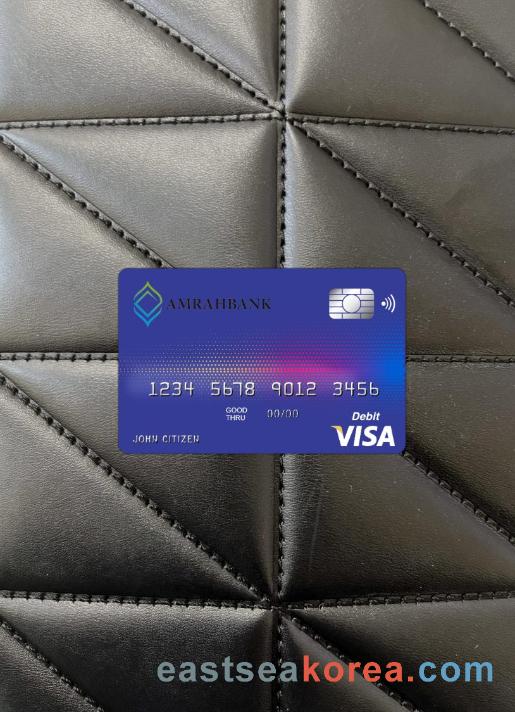 AMRAHBANK
1234 5678 9012 3456
GOOD
THRU
00/00
Debit
VISA
JOHN CITIZEN
eastseakorea.com